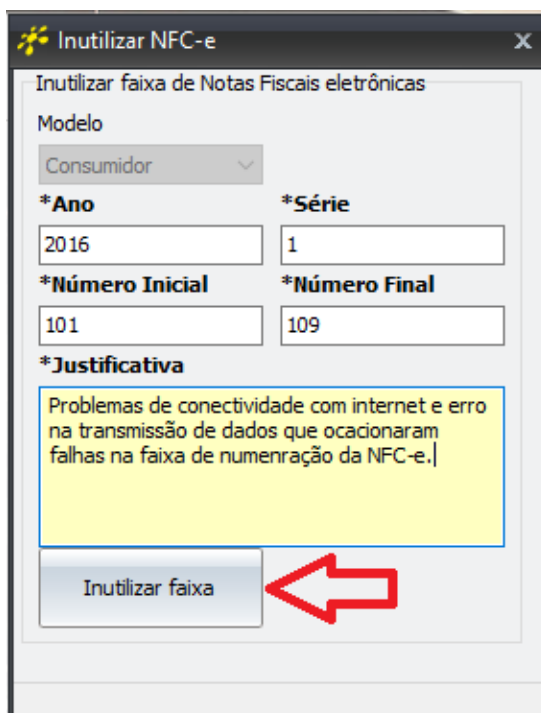 Inutilizar NFC-e
x
Inutilizar faixa de Notas Fiscais eletrônicas
Modelo
Consumidor
*Ano *Série
2016 1
*Número Inicial *Número Final
101 109
*Justificativa
Problemas de conectividade com internet e erro
na transmissão de dados que ocacionaram
falhas na faixa de numenração da NFC-e.
Inutilizar faixa